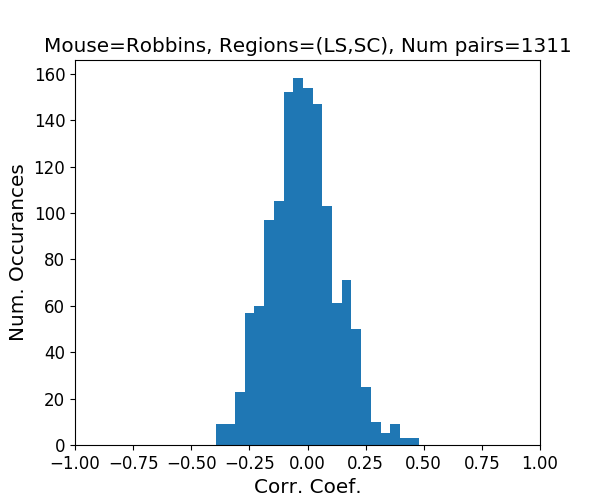 Mouse=Robbins, Regions=(LS,SC), Num pairs=1311
160
140
120
100
80
60
40
20
0
Num. Occurances
−1.00 −0.75 −0.50 −0.25 0.00 0.25 0.50 0.75 1.00
Corr. Coef.